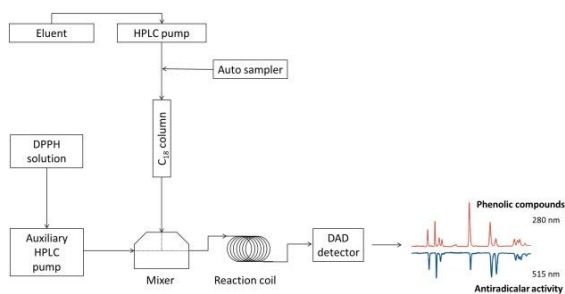 Eluent
HPLC pump
Auto sampler
C18 column
DPPH
solution
Auxiliary
HPLC
pump
Mixer
Reaction coil
DAD
detector
Phenolic compounds
280 nm
515 nm
Antiradicalar activity